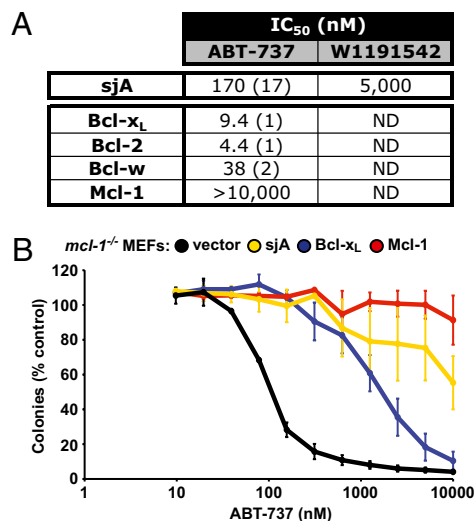 A
IC50 (nM)
ABT-737 W1191542
sjA 170 (17) 5,000
Bcl-xL 9.4 (1) ND
Bcl-2 4.4 (1) ND
Bcl-w 38 (2) ND
Mcl-1 >10,000 ND
B
mcl-1-/- MEFs: vector sjA Bcl-xL Mcl-1
120
100
80
60
40
20
0
Colonies (% control)
1 10 100 1000 10000
ABT-737 (nM)